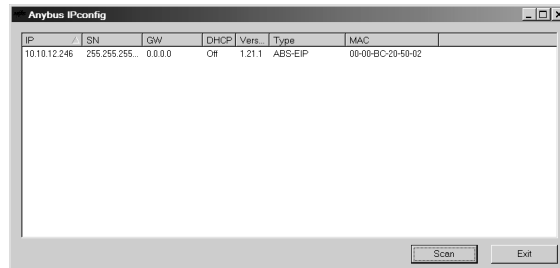 Anybus IPconfig
IP SN GW DHCP Vers... Type MAC
10.10.12.246 255.255.255... 0.0.0.0 Off 1.21.1 ABS-EIP 00-00-BC-20-50-02
Scan Exit